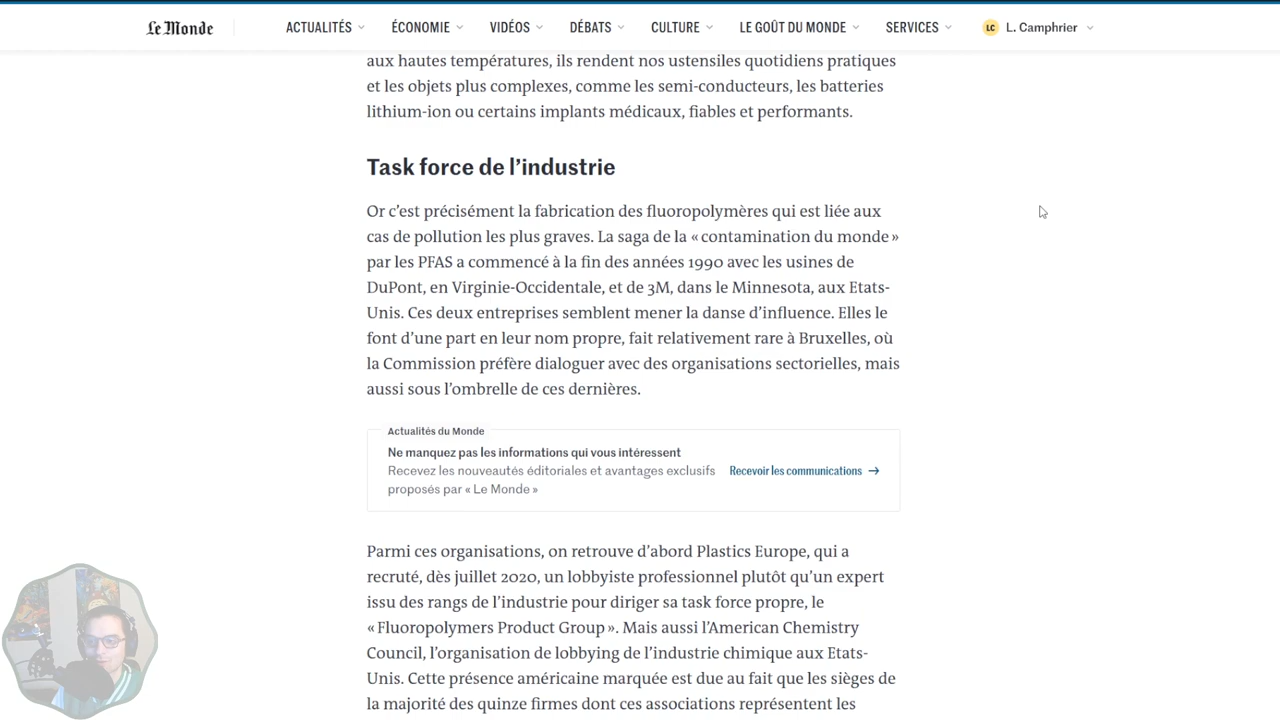 Le Monde ACTUALITÉS ÉCONOMIE VIDÉOS DÉBATS CULTURE LE GOÛT DU MONDE SERVICES LC L. Camphrier
aux hautes températures, ils rendent nos ustensiles quotidiens pratiques
et les objets plus complexes, comme les semi-conducteurs, les batteries
lithium-ion ou certains implants médicaux, fiables et performants.
Task force de l’industrie
Or c’est précisément la fabrication des fluoropolymères qui est liée aux
cas de pollution les plus graves. La saga de la « contamination du monde »
par les PFAS a commencé à la fin des années 1990 avec les usines de
DuPont, en Virginie-Occidentale, et de 3M, dans le Minnesota, aux Etats-
Unis. Ces deux entreprises semblent mener la danse d’influence. Elles le
font d’une part en leur nom propre, fait relativement rare à Bruxelles, où
la Commission préfère dialoguer avec des organisations sectorielles, mais
aussi sous l’ombrelle de ces dernières.
Actualités du Monde
Ne manquez pas les informations qui vous intéressent
Recevez les nouveautés éditoriales et avantages exclusifs
proposés par « Le Monde »
Recevoir les communications →
Parmi ces organisations, on retrouve d’abord Plastics Europe, qui a
recruté, dès juillet 2020, un lobbyiste professionnel plutôt qu’un expert
issu des rangs de l’industrie pour diriger sa task force propre, le
« Fluoropolymers Product Group ». Mais aussi l’American Chemistry
Council, l’organisation de lobbying de l’industrie chimique aux Etats-
Unis. Cette présence américaine marquée est due au fait que les sièges de
la majorité des quinze firmes dont ces associations représentent les